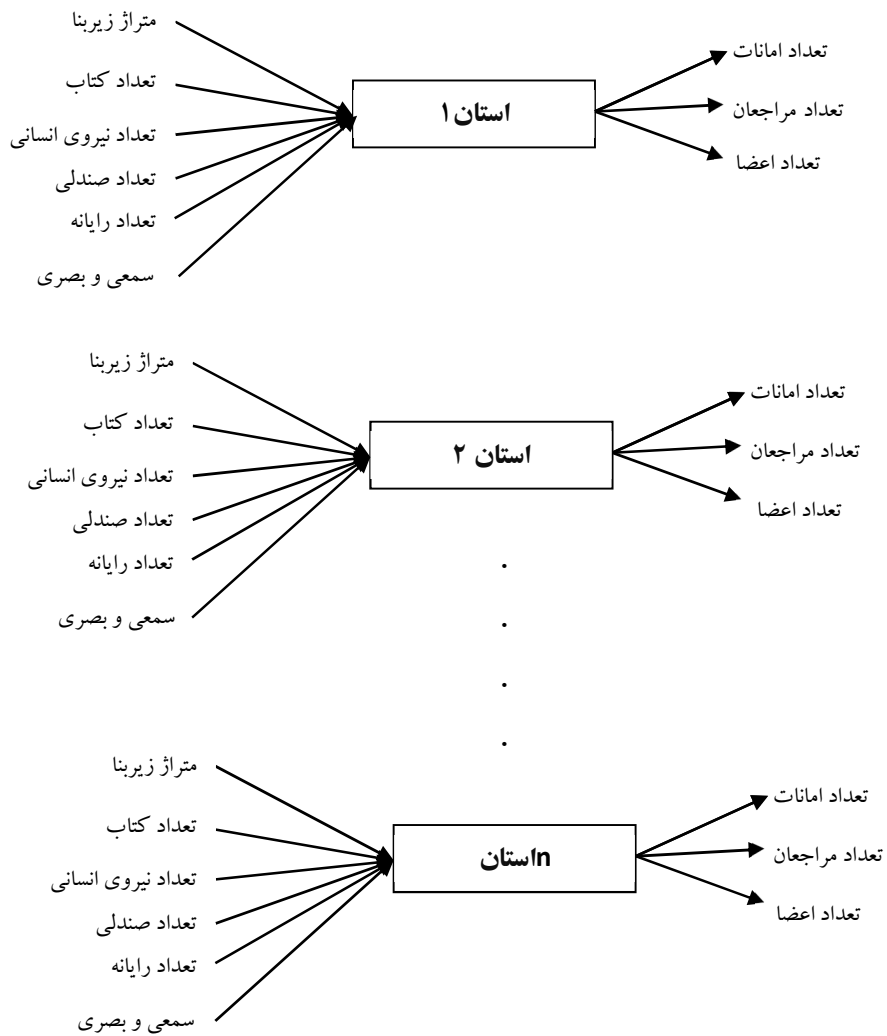 متراژ زیربنا
تعداد کتاب
تعداد نیروی انسانی
تعداد صندلی
تعداد رایانه
سمعی و بصری
استان ۱
تعداد امانات
تعداد مراجعان
تعداد اعضا
متراژ زیربنا
تعداد کتاب
تعداد نیروی انسانی
تعداد صندلی
تعداد رایانه
سمعی و بصری
استان ۲
تعداد امانات
تعداد مراجعان
تعداد اعضا
.
.
.
.
متراژ زیربنا
تعداد کتاب
تعداد نیروی انسانی
تعداد صندلی
تعداد رایانه
سمعی و بصری
استانn
تعداد امانات
تعداد مراجعان
تعداد اعضا